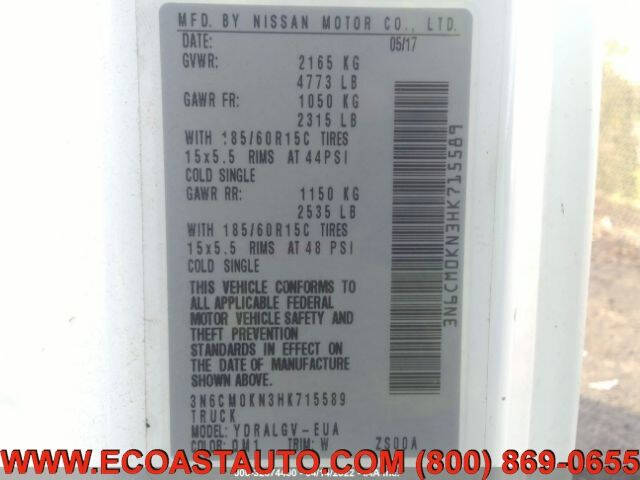 MFD. BY NISSAN MOTOR CO., LTD.
DATE: 05/17
GVWR: 2165 KG
4773 LB
GAWR FR: 1050 KG
2315 LB
WITH 185/60R15C TIRES
15x5.5 RIMS AT 44PSI
COLD SINGLE
GAWR RR: 1150 KG
2535 LB
WITH 185/60R15C TIRES
15x5.5 RIMS AT 48 PSI
COLD SINGLE
THIS VEHICLE CONFORMS TO
ALL APPLICABLE FEDERAL
MOTOR VEHICLE SAFETY AND
THEFT PREVENTION
STANDARDS IN EFFECT ON
THE DATE OF MANUFACTURE
SHOWN ABOVE.
3N6CM0KN3HK715589
TRUCK
MODEL: YDRALGV-EUA
COLOR: QM1 TRIM: W ZS00A
3N6CM0KN3HK715589
WWW.ECOASTAUTO.COM (800) 869-0655